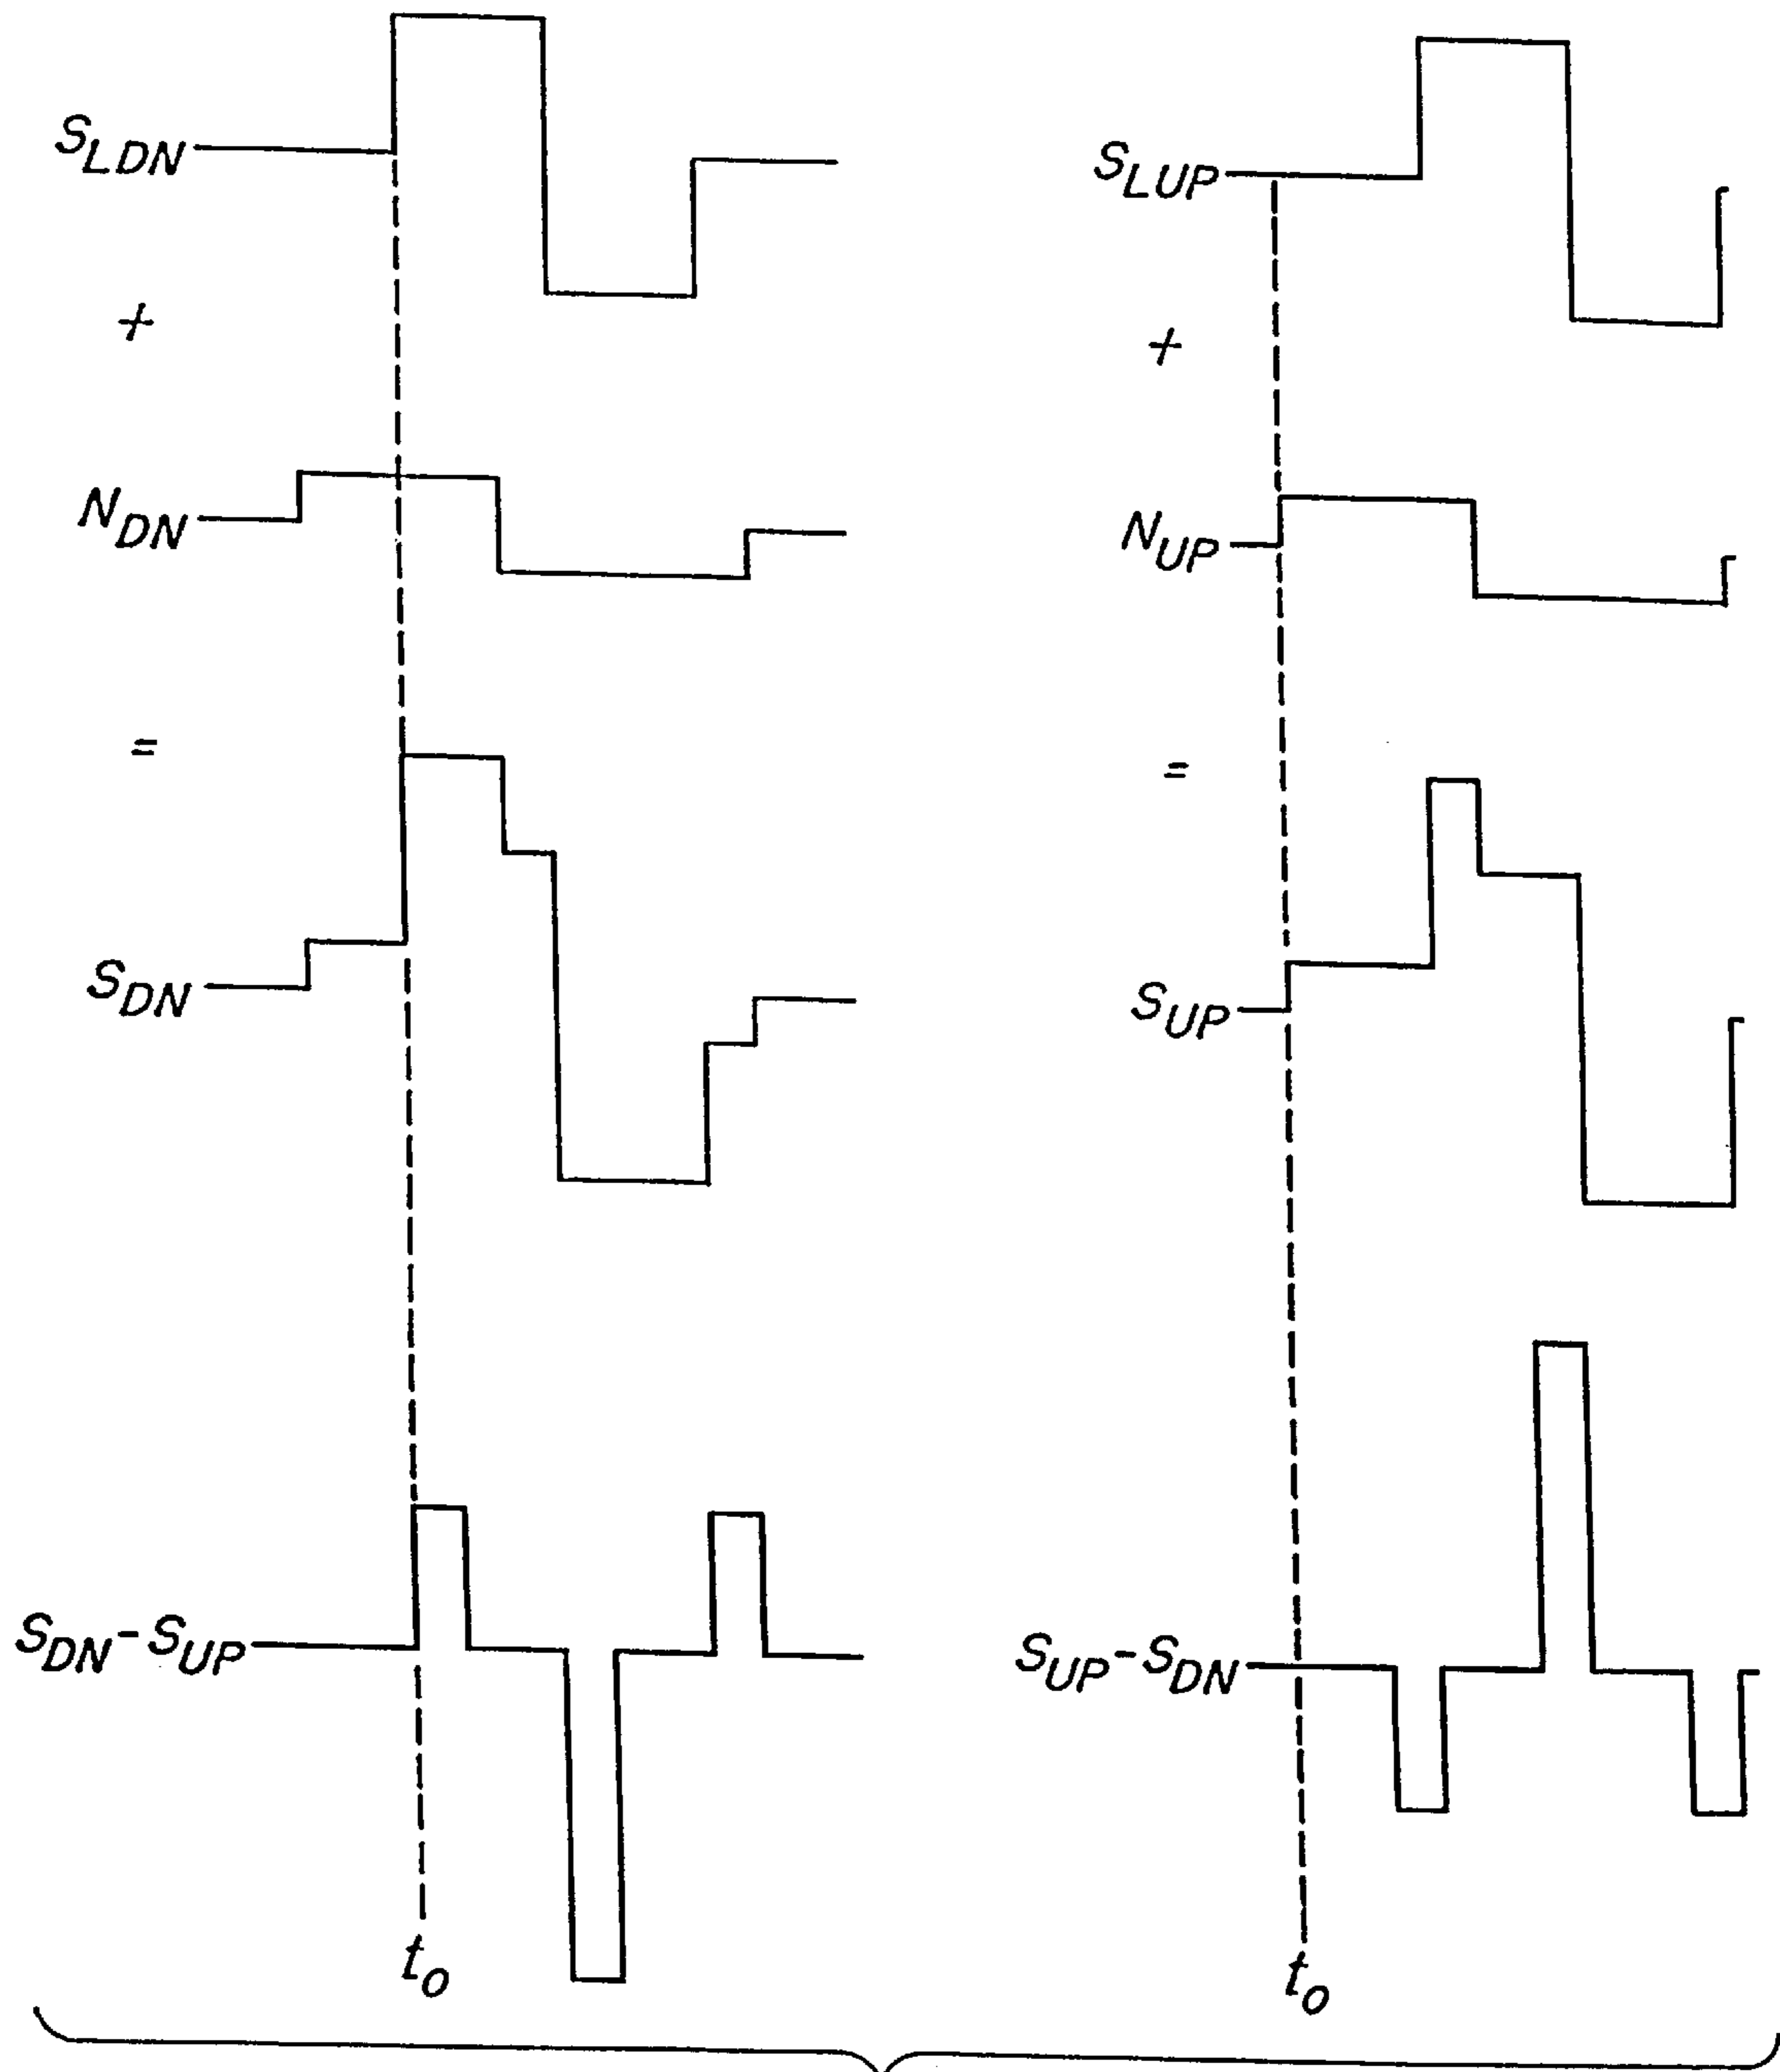 S_LDN
+
N_DN
=
S_DN
S_DN-S_UP
t_o
S_LUP
+
N_UP
=
S_UP
S_UP-S_DN
t_o